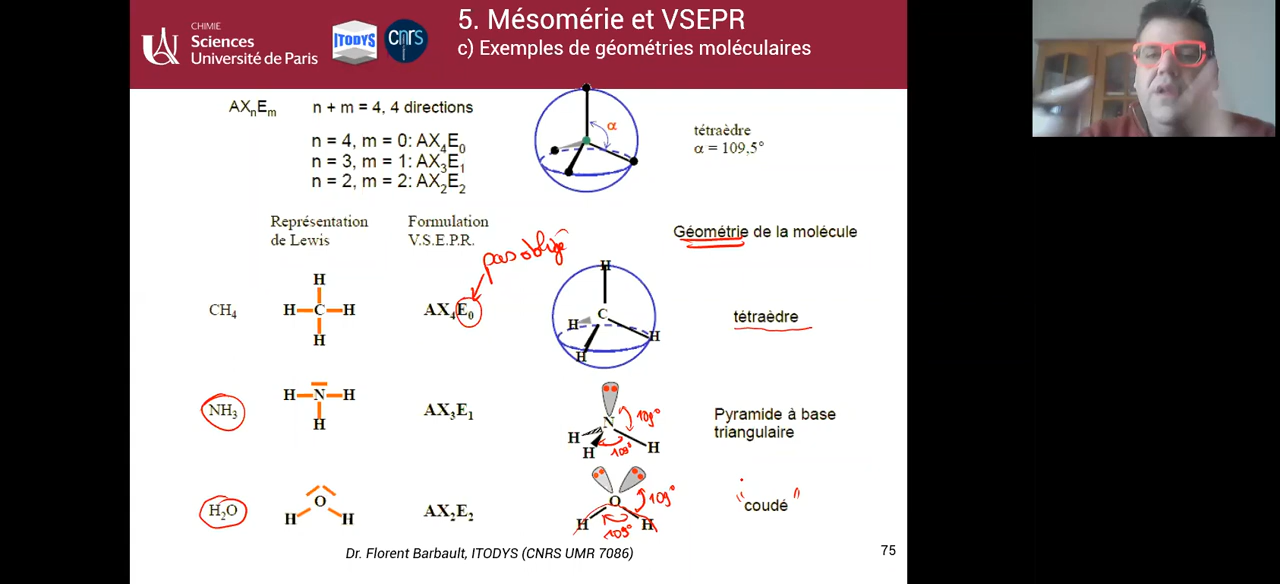 CHIMIE
Sciences
Université de Paris
ITODYS
cnrs
5. Mésomérie et VSEPR
c) Exemples de géométries moléculaires
AXnEm n + m = 4, 4 directions
n = 4, m = 0: AX4E0
n = 3, m = 1: AX3E1
n = 2, m = 2: AX2E2
α
tétraèdre
α = 109,5°
Représentation
de Lewis
Formulation
V.S.E.P.R.
Géométrie de la molécule
pas obligé
CH4
H
H C H
H
AX4E0
H
C
H H
H
tétraèdre
NH3
H N H
H
AX3E1
N 109°
H
H 109° H
Pyramide à base
triangulaire
H2O
O
H H
AX2E2
O 109°
H H
109°
"coudé"
Dr. Florent Barbault, ITODYS (CNRS UMR 7086)
75